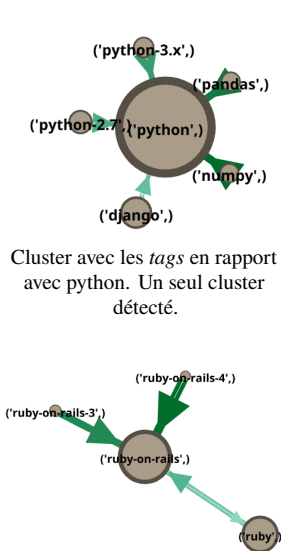 ('python-3.x',)
('pandas',)
('python-2.7',)
('python',)
('numpy',)
('django',)
Cluster avec les tags en rapport
avec python. Un seul cluster
détecté.
('ruby-on-rails-4',)
('ruby-on-rails-3',)
('ruby-on-rails',)
('ruby',)